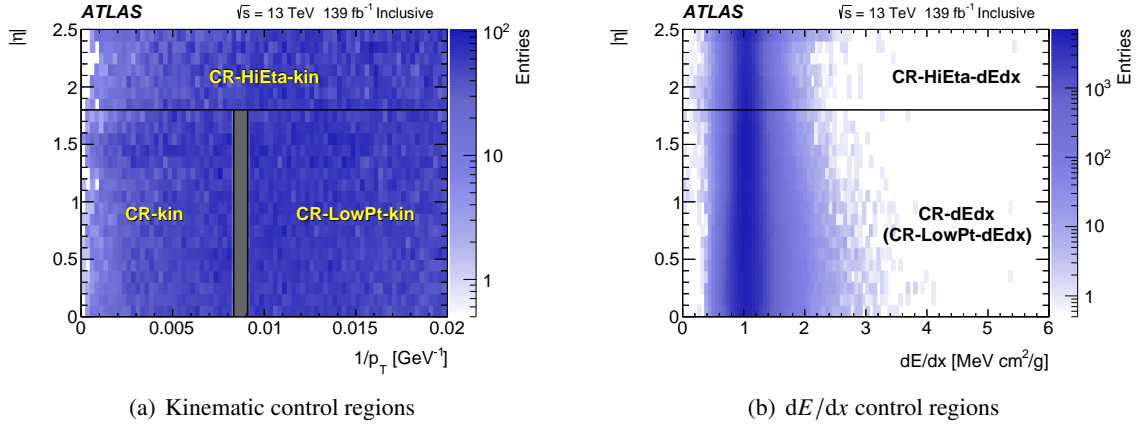 ATLAS
√s = 13 TeV 139 fb⁻¹ Inclusive
|η|
2.5
2
1.5
1
0.5
0
CR-HiEta-kin
CR-kin
CR-LowPt-kin
0 0.005 0.010 0.015 0.02
1/p_T [GeV⁻¹]
10²
10
1
Entries
(a) Kinematic control regions
ATLAS
√s = 13 TeV 139 fb⁻¹ Inclusive
|η|
2.5
2
1.5
1
0.5
0
CR-HiEta-dEdx
CR-dEdx
(CR-LowPt-dEdx)
0 1 2 3 4 5 6
dE/dx [MeV cm²/g]
10³
10²
10
1
Entries
(b) dE/dx control regions